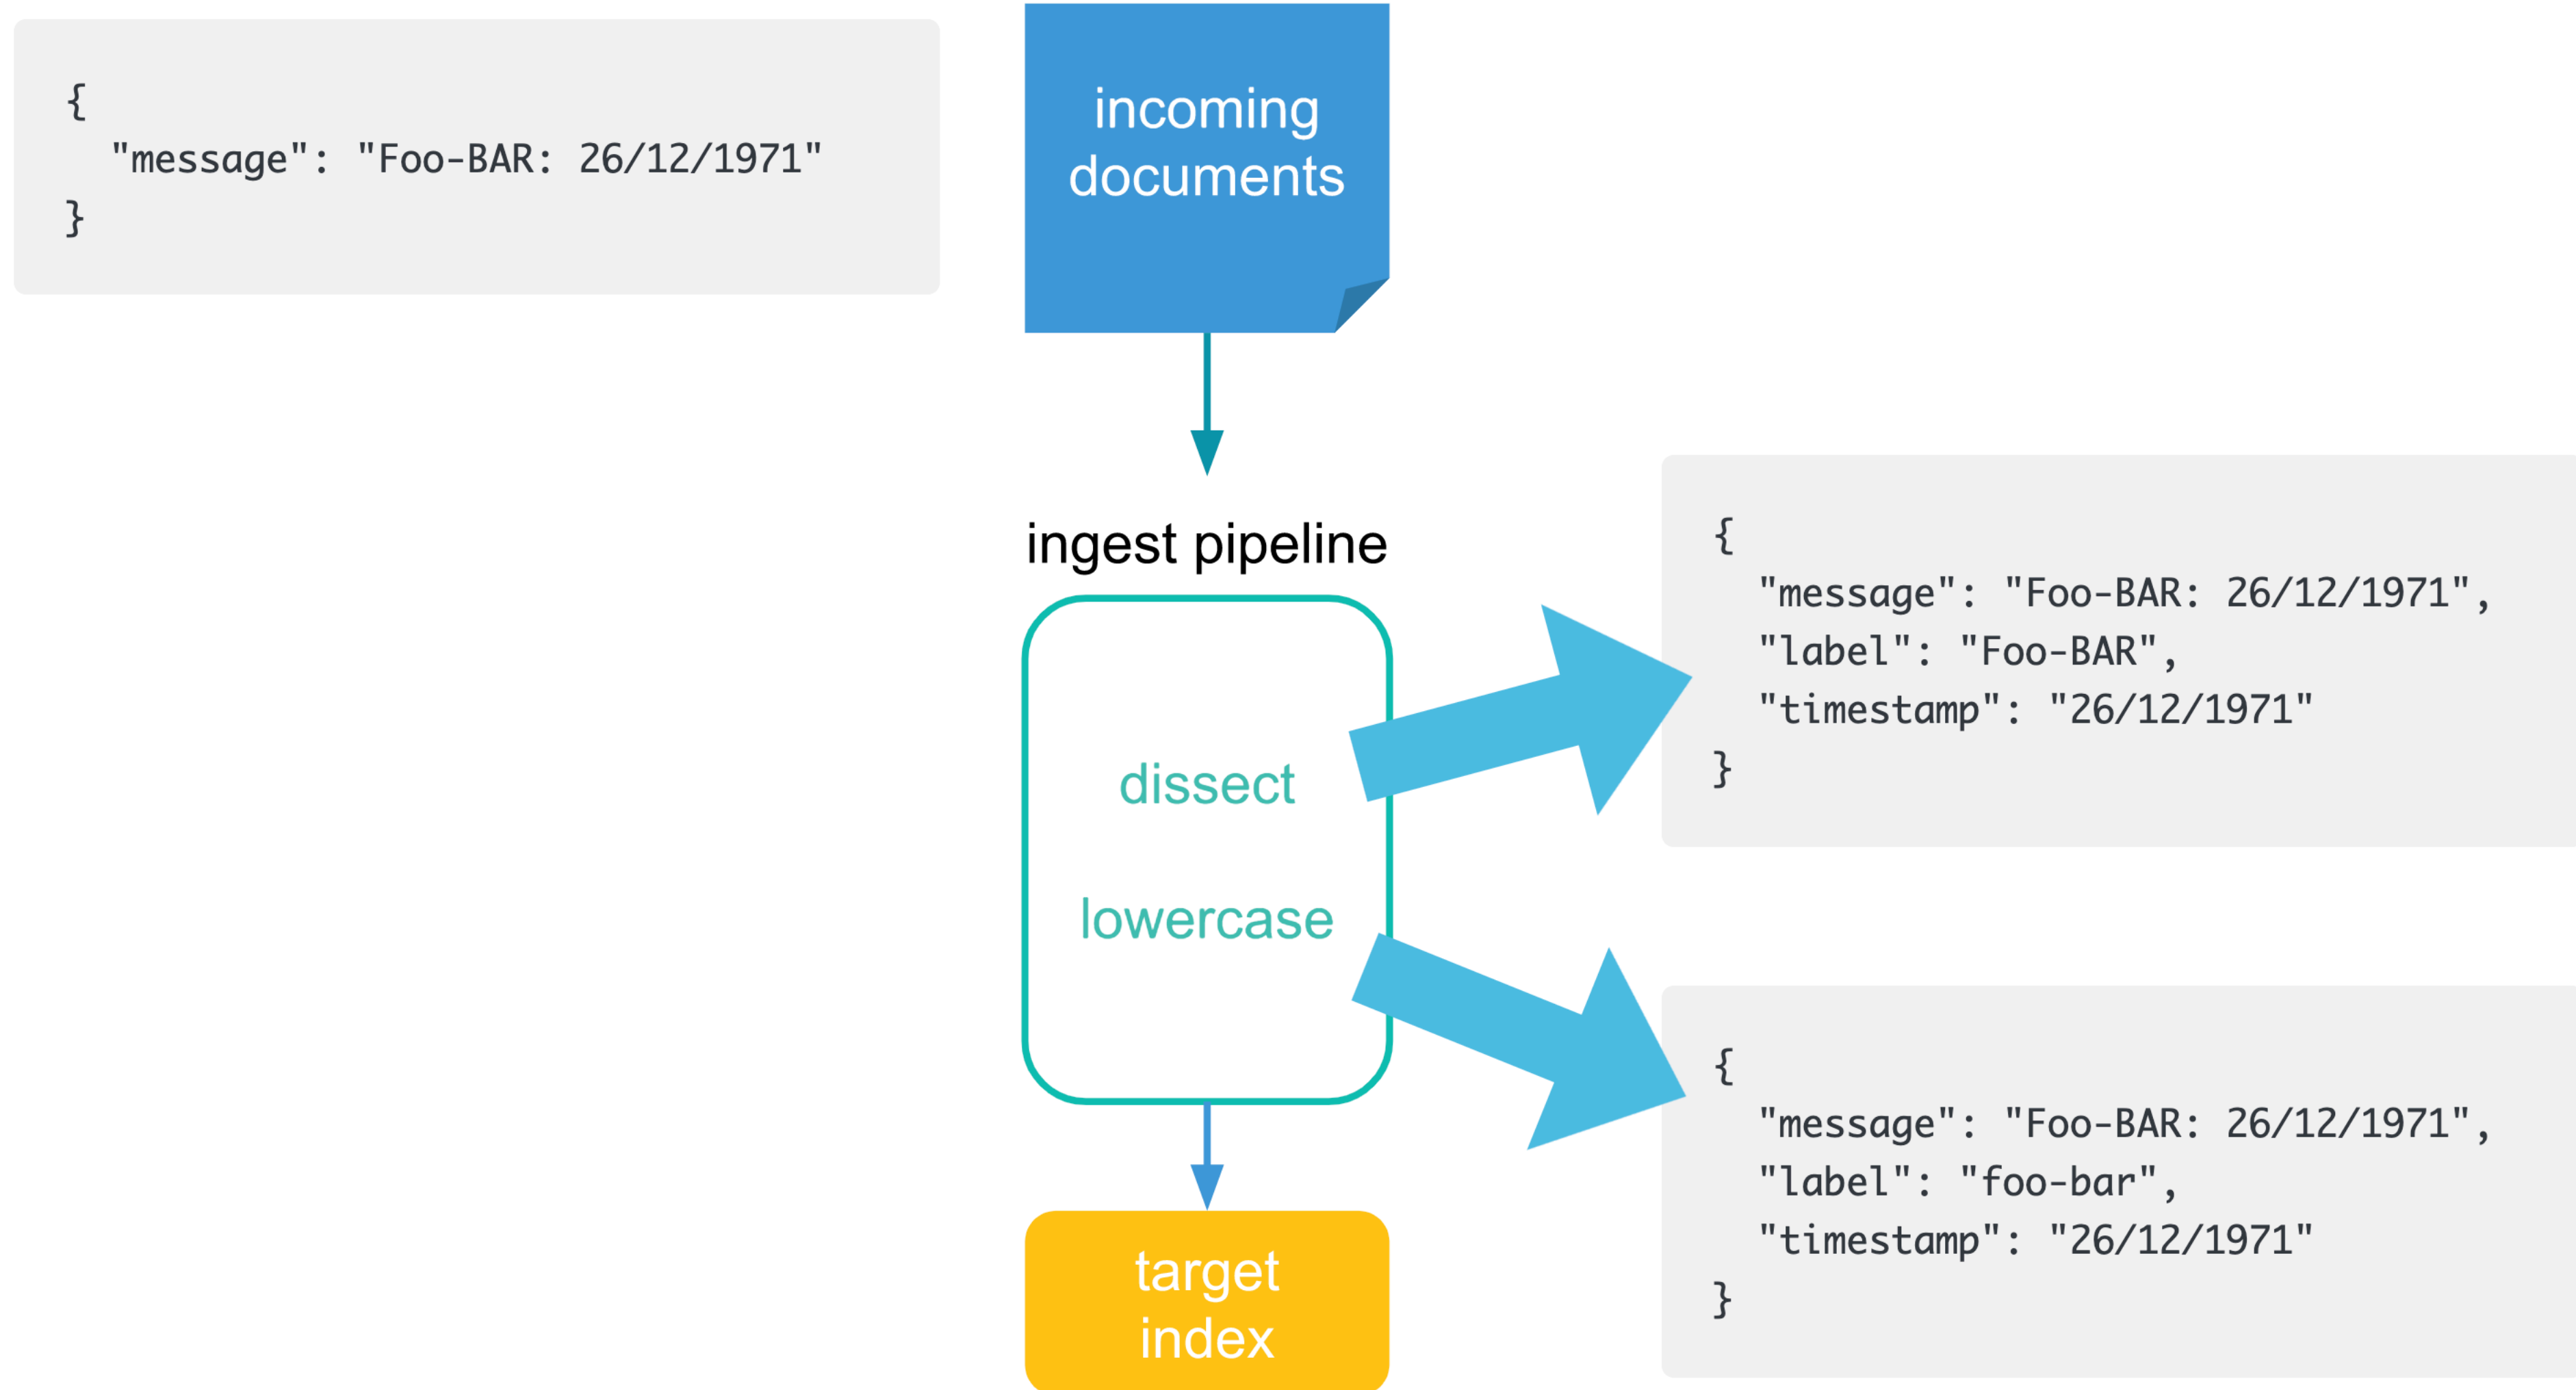 {
"message": "Foo-BAR: 26/12/1971"
}
incoming
documents
ingest pipeline
dissect
lowercase
target
index
{
"message": "Foo-BAR: 26/12/1971",
"label": "Foo-BAR",
"timestamp": "26/12/1971"
}
{
"message": "Foo-BAR: 26/12/1971",
"label": "foo-bar",
"timestamp": "26/12/1971"
}